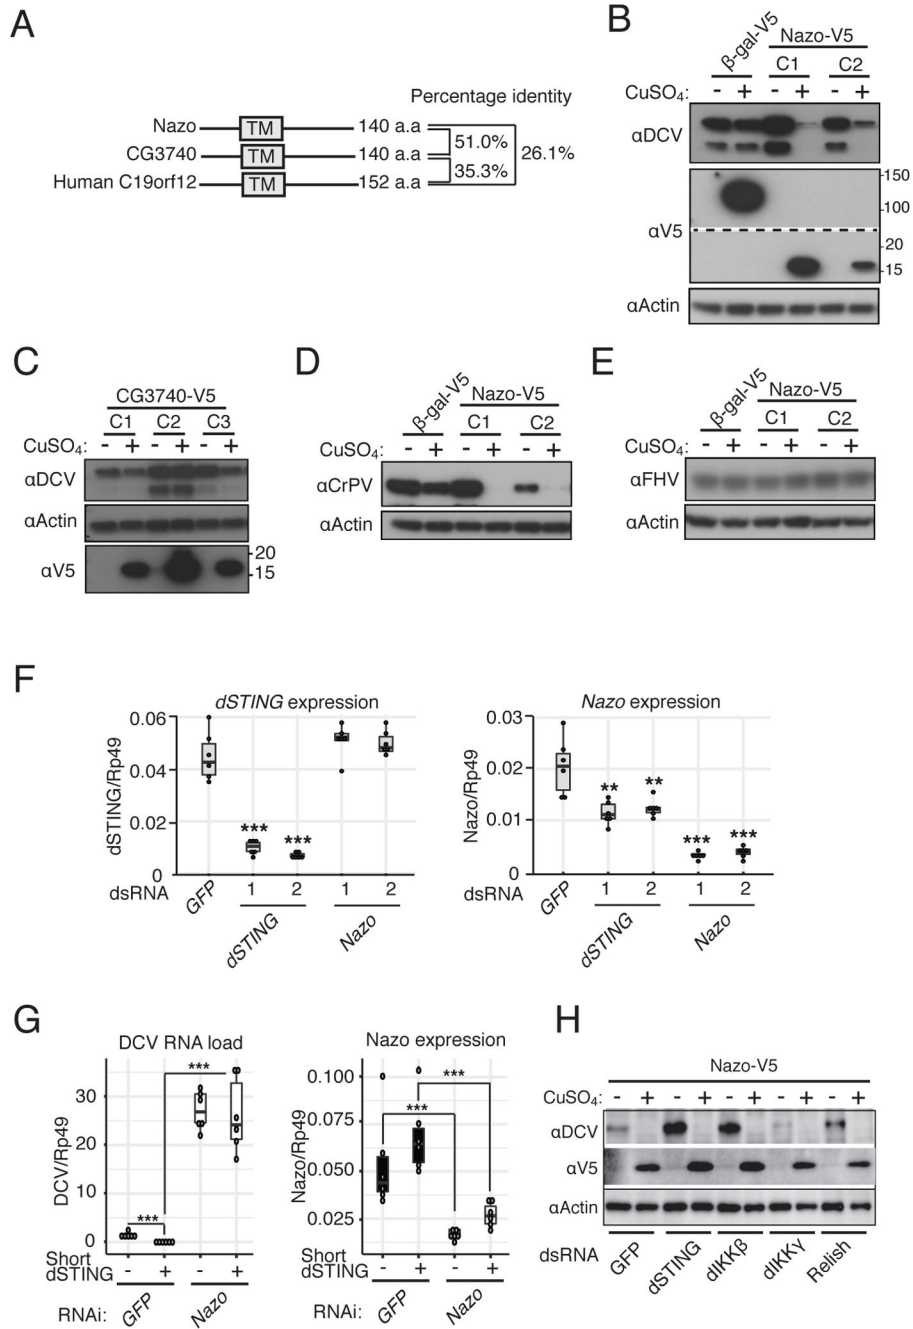 A
Percentage identity
Nazo TM 140 a.a
51.0%
CG3740 TM 140 a.a 26.1%
35.3%
Human C19orf12 TM 152 a.a
B
β-gal-V5 Nazo-V5
C1 C2
CuSO4: - + - + - +
αDCV
150
100
αV5
20
15
αActin
C
CG3740-V5
C1 C2 C3
CuSO4: - + - + - +
αDCV
αActin
αV5
20
15
D
β-gal-V5 Nazo-V5
C1 C2
CuSO4: - + - + - +
αCrPV
αActin
E
β-gal-V5 Nazo-V5
C1 C2
CuSO4: - + - + - +
αFHV
αActin
F
dSTING expression
dSTING/Rp49
0.06
0.04
0.02
0
*** ***
dsRNA GFP 1 2 1 2
dSTING Nazo
Nazo expression
Nazo/Rp49
0.03
0.02
0.01
0
** **
*** ***
dsRNA GFP 1 2 1 2
dSTING Nazo
G
DCV RNA load
DCV/Rp49
30
20
10
0
***
***
Short
dSTING - + - +
RNAi: GFP Nazo
Nazo expression
Nazo/Rp49
0.100
0.075
0.050
0.025
***
***
Short
dSTING - + - +
RNAi: GFP Nazo
H
Nazo-V5
CuSO4: - + - + - + - + - +
αDCV
αV5
αActin
dsRNA GFP dSTING dIKKβ dIKKγ Relish